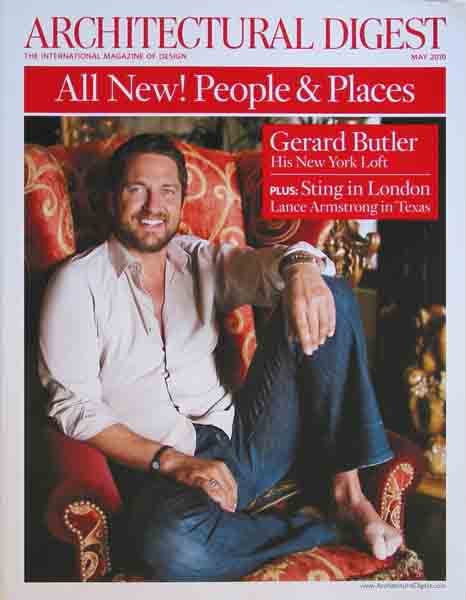 ARCHITECTURAL DIGEST
THE INTERNATIONAL MAGAZINE OF DESIGN
MAY 2010
All New! People & Places
Gerard Butler
His New York Loft
PLUS: Sting in London
Lance Armstrong in Texas
www.ArchitecturalDigest.com